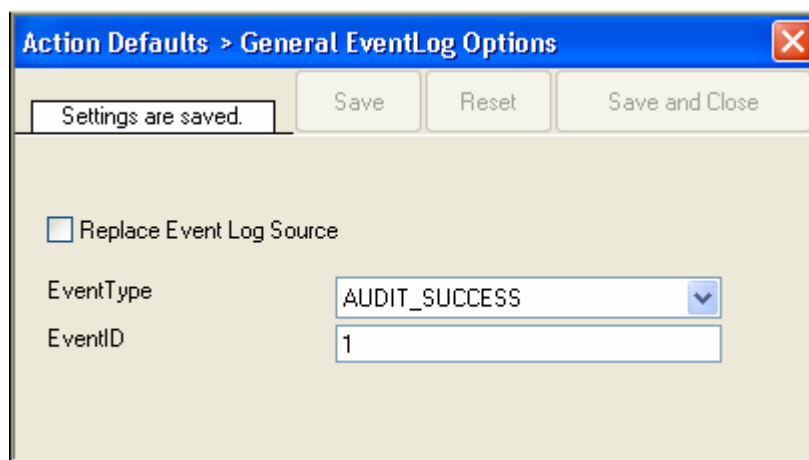 Action Defaults > General EventLog Options
Settings are saved.
Save
Reset
Save and Close
Replace Event Log Source
EventType
AUDIT_SUCCESS
EventID
1